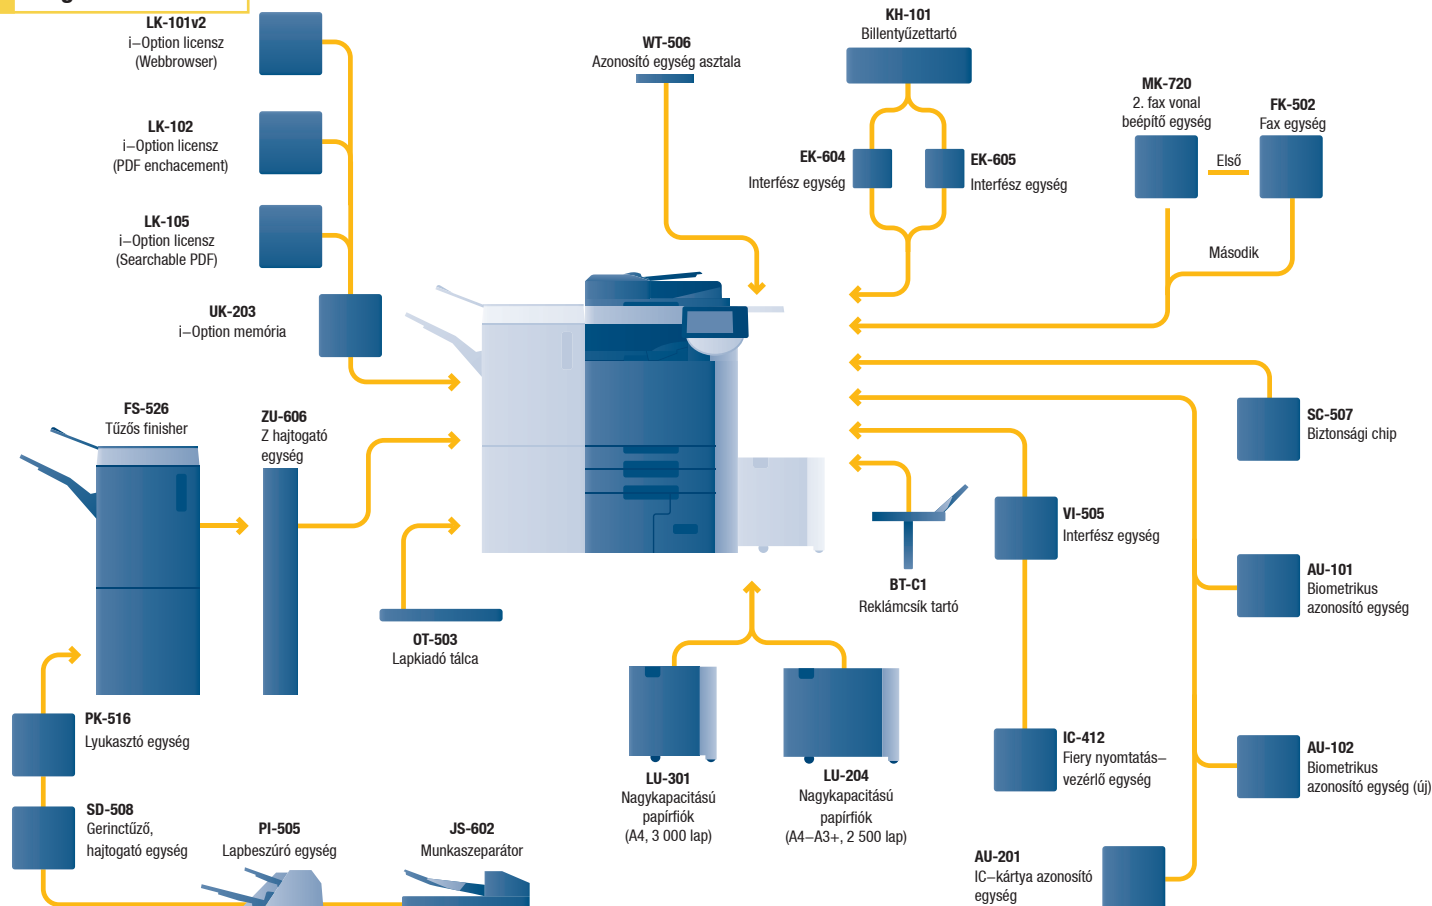 LK-101v2
i–Option licensz
(Webbrowser)
LK-102
i–Option licensz
(PDF enchacement)
LK-105
i–Option licensz
(Searchable PDF)
UK-203
i–Option memória
WT-506
Azonosító egység asztala
KH-101
Billentyűzettartó
EK-604
Interfész egység
EK-605
Interfész egység
MK-720
2. fax vonal
beépítő egység
Első
FK-502
Fax egység
Második
FS-526
Tűzős finisher
ZU-606
Z hajtogató
egység
OT-503
Lapkiadó tálca
SC-507
Biztonsági chip
VI-505
Interfész egység
BT-C1
Reklámcsík tartó
AU-101
Biometrikus
azonosító egység
PK-516
Lyukasztó egység
SD-508
Gerinctűző,
hajtogató egység
PI-505
Lapbeszúró egység
JS-602
Munkaszeparátor
LU-301
Nagykapacitású
papírfiók
(A4, 3 000 lap)
LU-204
Nagykapacitású
papírfiók
(A4–A3+, 2 500 lap)
IC-412
Fiery nyomtatás–
vezérlő egység
AU-102
Biometrikus
azonosító egység (új)
AU-201
IC–kártya azonosító
egység